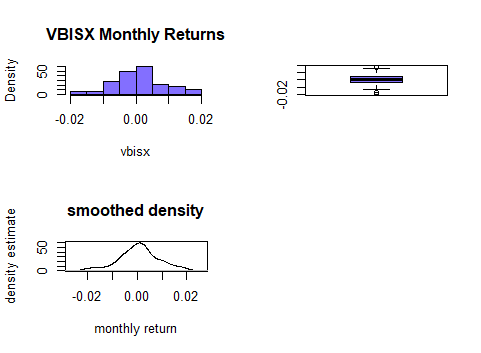 VBISX Monthly Returns
Density
50
0
-0.02 0.00 0.02
vbisx
-0.02
smoothed density
density estimate
50
0
-0.02 0.00 0.02
monthly return